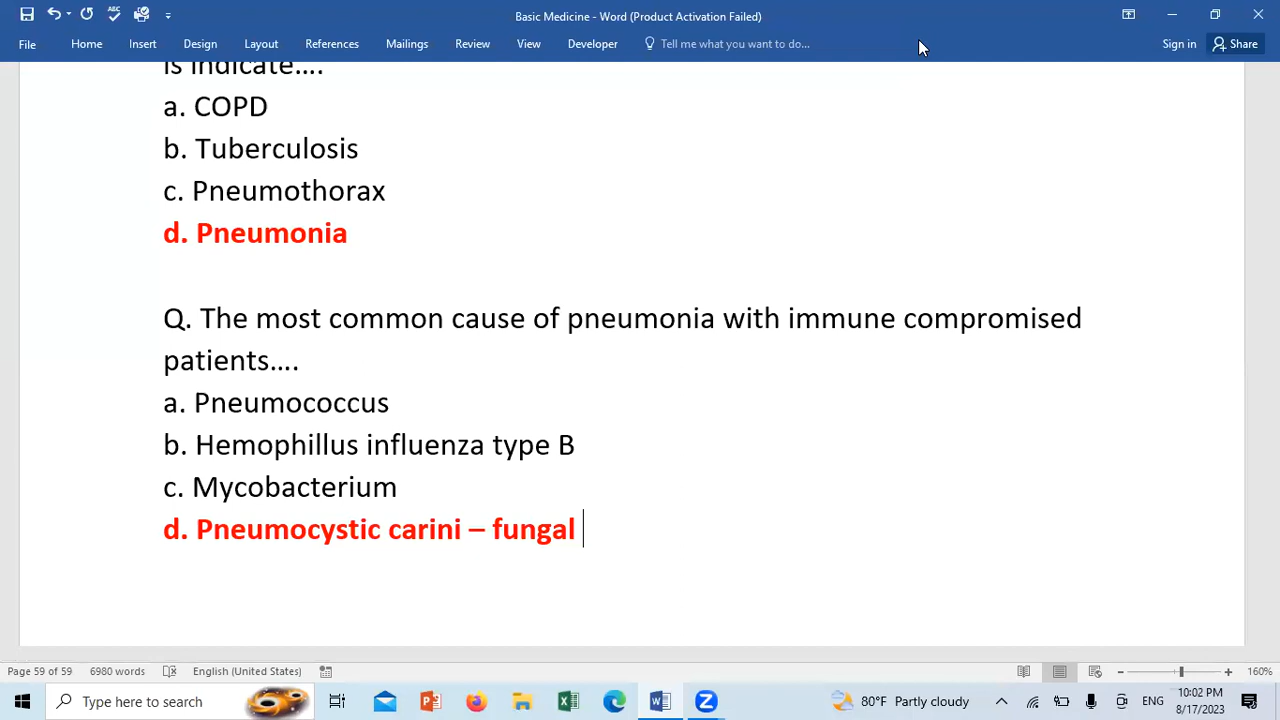 Basic Medicine - Word (Product Activation Failed)
File Home Insert Design Layout References Mailings Review View Developer Tell me what you want to do... Sign in Share
is indicate….
a. COPD
b. Tuberculosis
c. Pneumothorax
d. Pneumonia
Q. The most common cause of pneumonia with immune compromised
patients….
a. Pneumococcus
b. Hemophillus influenza type B
c. Mycobacterium
d. Pneumocystic carini – fungal
Page 59 of 59 6980 words English (United States) 160%
Type here to search 80°F Partly cloudy ENG 10:02 PM
8/17/2023